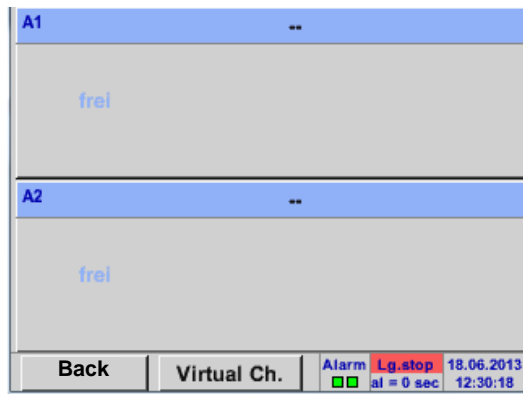 A1 --
frei
A2 --
frei
Back Virtual Ch. Alarm Lg.stop 18.06.2013
al = 0 sec 12:30:18